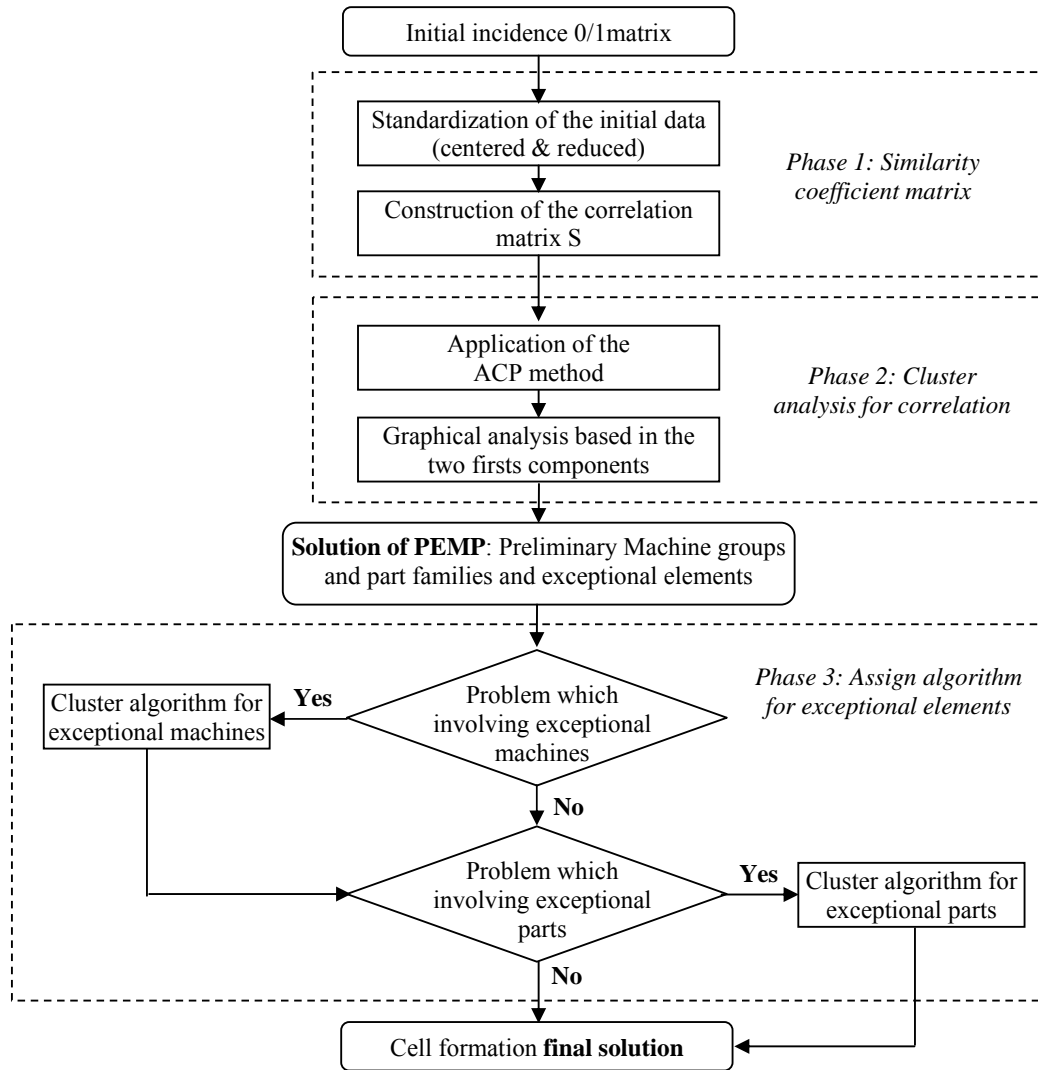 Initial incidence 0/1matrix
Standardization of the initial data
(centered & reduced)
Phase 1: Similarity
coefficient matrix
Construction of the correlation
matrix S
Application of the
ACP method
Phase 2: Cluster
analysis for correlation
Graphical analysis based in the
two firsts components
Solution of PEMP: Preliminary Machine groups
and part families and exceptional elements
Phase 3: Assign algorithm
for exceptional elements
Problem which
involving exceptional
machines
Yes
Cluster algorithm for
exceptional machines
No
Problem which
involving exceptional
parts
Yes
Cluster algorithm for
exceptional parts
No
Cell formation final solution